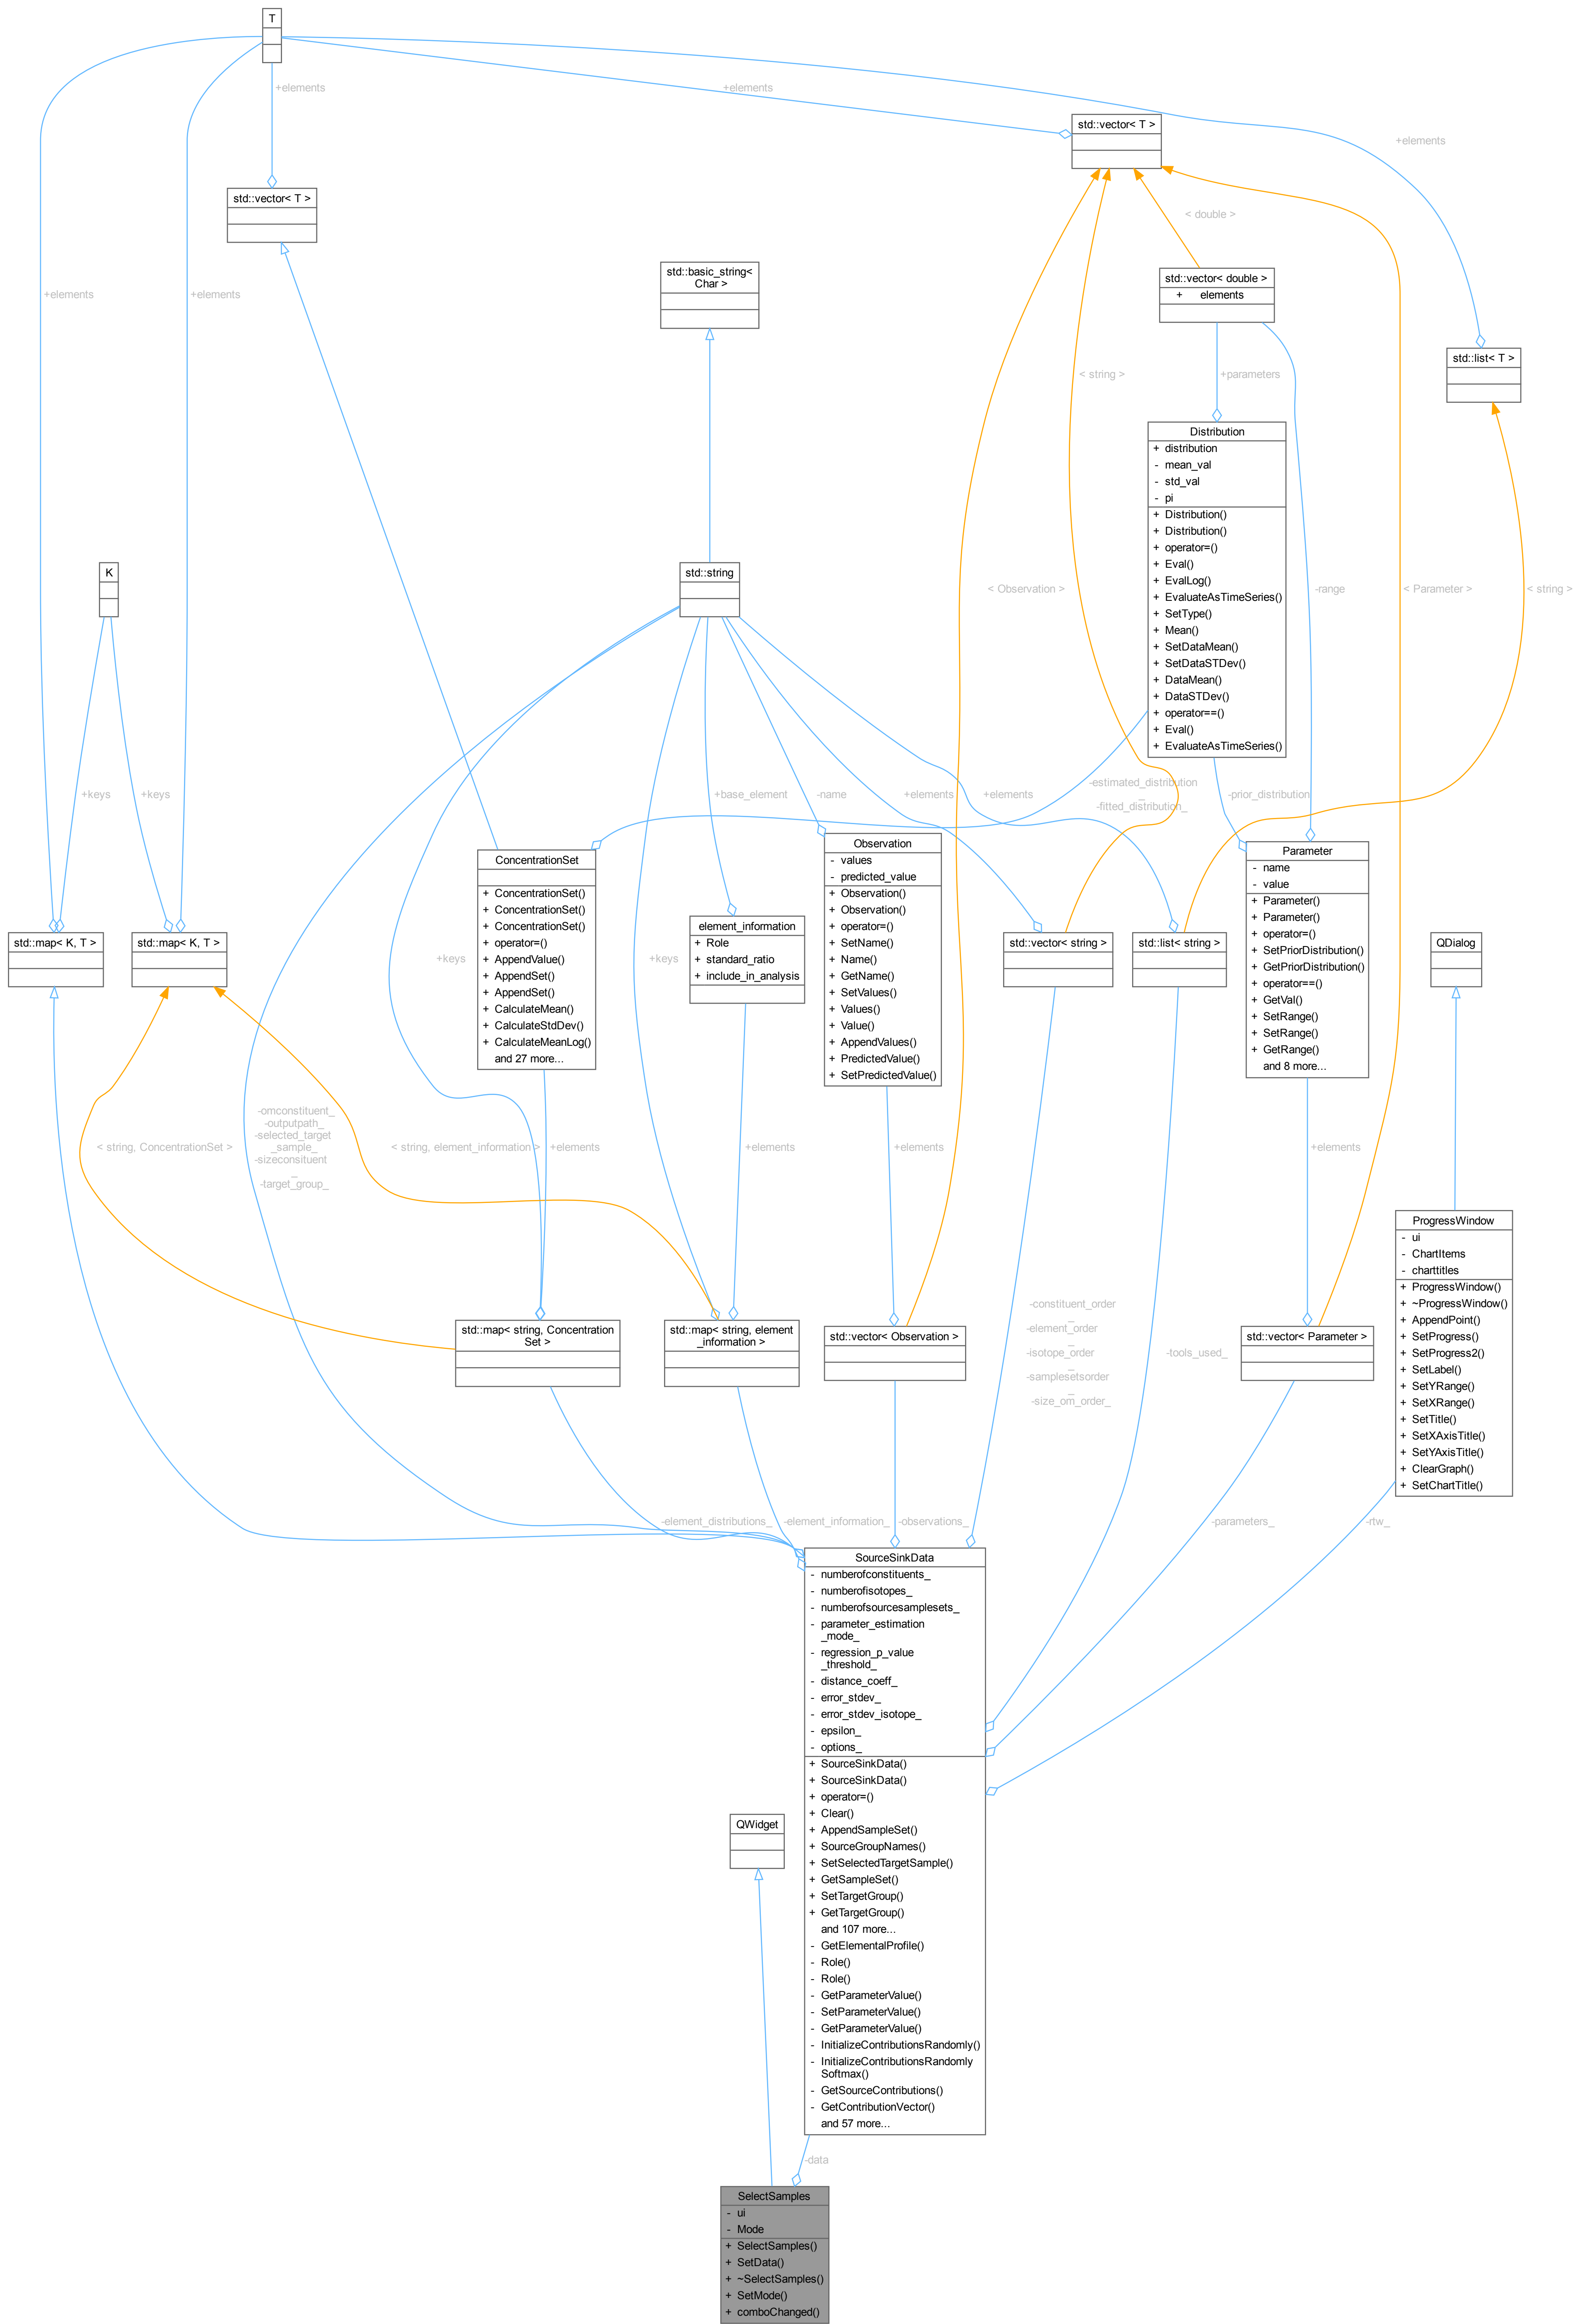 T
+elements
+elements
std::vector< T >
+elements
std::vector< T >
< double >
std::basic_string<
Char >
std::vector< double >
+ elements
+elements
+elements
std::list< T >
< string >
+parameters
Distribution
+ distribution
- mean_val
- std_val
- pi
+ Distribution()
+ Distribution()
+ operator=()
+ Eval()
+ EvalLog()
+ EvaluateAsTimeSeries()
+ SetType()
+ Mean()
+ SetDataMean()
+ SetDataSTDev()
+ DataMean()
+ DataSTDev()
+ operator==()
+ Eval()
+ EvaluateAsTimeSeries()
K
std::string
< Observation >
-range
< Parameter >
< string >
+keys
+keys
+base_element
-name
+elements
+elements
-estimated_distribution
_
-fitted_distribution_
-prior_distribution
ConcentrationSet
+ ConcentrationSet()
+ ConcentrationSet()
+ ConcentrationSet()
+ operator=()
+ AppendValue()
+ AppendSet()
+ AppendSet()
+ CalculateMean()
+ CalculateStdDev()
+ CalculateMeanLog()
and 27 more...
Observation
- values
- predicted_value
+ Observation()
+ Observation()
+ operator=()
+ SetName()
+ Name()
+ GetName()
+ SetValues()
+ Values()
+ Value()
+ AppendValues()
+ PredictedValue()
+ SetPredictedValue()
Parameter
- name
- value
+ Parameter()
+ Parameter()
+ operator=()
+ SetPriorDistribution()
+ GetPriorDistribution()
+ operator==()
+ GetVal()
+ SetRange()
+ SetRange()
+ GetRange()
and 8 more...
element_information
+ Role
+ standard_ratio
+ include_in_analysis
std::map< K, T >
std::map< K, T >
std::vector< string >
std::list< string >
QDialog
+keys
+keys
-omconstituent_
-outputpath_
-selected_target
_sample_
-sizeconsituent
_
-target_group_
< string, ConcentrationSet >
< string, element_information >
+elements
+elements
+elements
+elements
ProgressWindow
- ui
- ChartItems
- charttitles
+ ProgressWindow()
+ ~ProgressWindow()
+ AppendPoint()
+ SetProgress()
+ SetProgress2()
+ SetLabel()
+ SetYRange()
+ SetXRange()
+ SetTitle()
+ SetXAxisTitle()
+ SetYAxisTitle()
+ ClearGraph()
+ SetChartTitle()
std::map< string, Concentration
Set >
std::map< string, element
_information >
std::vector< Observation >
-constituent_order
_
-element_order
_
-isotope_order
_
-samplesetsorder
_
-size_om_order_
-tools_used_
std::vector< Parameter >
-element_distributions_
-element_information_
-observations_
-parameters_
-rtw_
SourceSinkData
- numberofconstituents_
- numberofisotopes_
- numberofsourcesamplesets_
- parameter_estimation
_mode_
- regression_p_value
_threshold_
- distance_coeff_
- error_stdev_
- error_stdev_isotope_
- epsilon_
- options_
+ SourceSinkData()
+ SourceSinkData()
+ operator=()
+ Clear()
+ AppendSampleSet()
+ SourceGroupNames()
+ SetSelectedTargetSample()
+ GetSampleSet()
+ SetTargetGroup()
+ GetTargetGroup()
and 107 more...
- GetElementalProfile()
- Role()
- Role()
- GetParameterValue()
- SetParameterValue()
- GetParameterValue()
- InitializeContributionsRandomly()
- InitializeContributionsRandomly
Softmax()
- GetSourceContributions()
- GetContributionVector()
and 57 more...
QWidget
-data
SelectSamples
- ui
- Mode
+ SelectSamples()
+ SetData()
+ ~SelectSamples()
+ SetMode()
+ comboChanged()